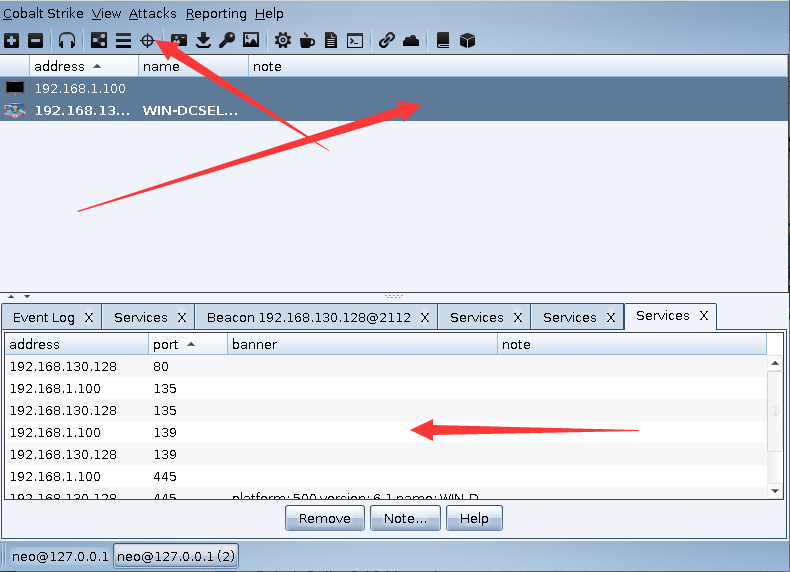 Cobalt Strike View Attacks Reporting Help
address name note
192.168.1.100
192.168.13... WIN-DCSEL...
Event Log X Services X Beacon 192.168.130.128@2112 X Services X Services X Services X
address port banner note
192.168.130.128 80
192.168.1.100 135
192.168.130.128 135
192.168.1.100 139
192.168.130.128 139
192.168.1.100 445
192.168.130.128 445 platform: 500 version: 6.1 name: WIN-D
Remove Note... Help
neo@127.0.0.1 neo@127.0.0.1 (2)